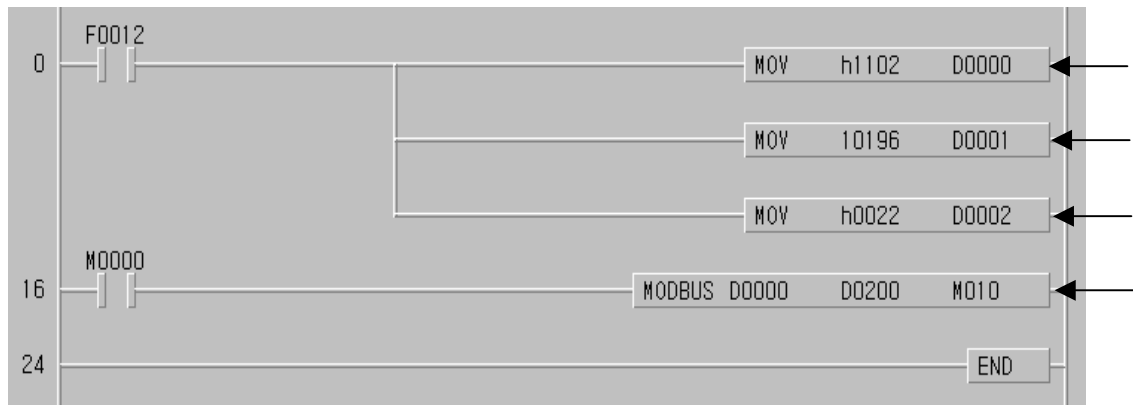 F0012
0 MOV h1102 D0000
MOV 10196 D0001
MOV h0022 D0002
M0000
16 MODBUS D0000 D0200 M010
24 END